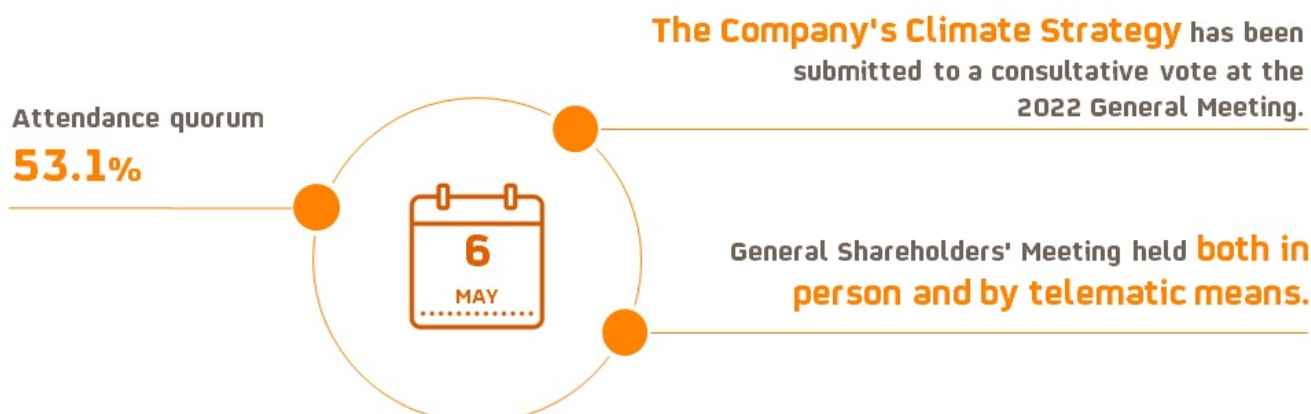 The Company's Climate Strategy has been
submitted to a consultative vote at the
2022 General Meeting.
Attendance quorum
53.1%
6
MAY
General Shareholders' Meeting held both in
person and by telematic means.